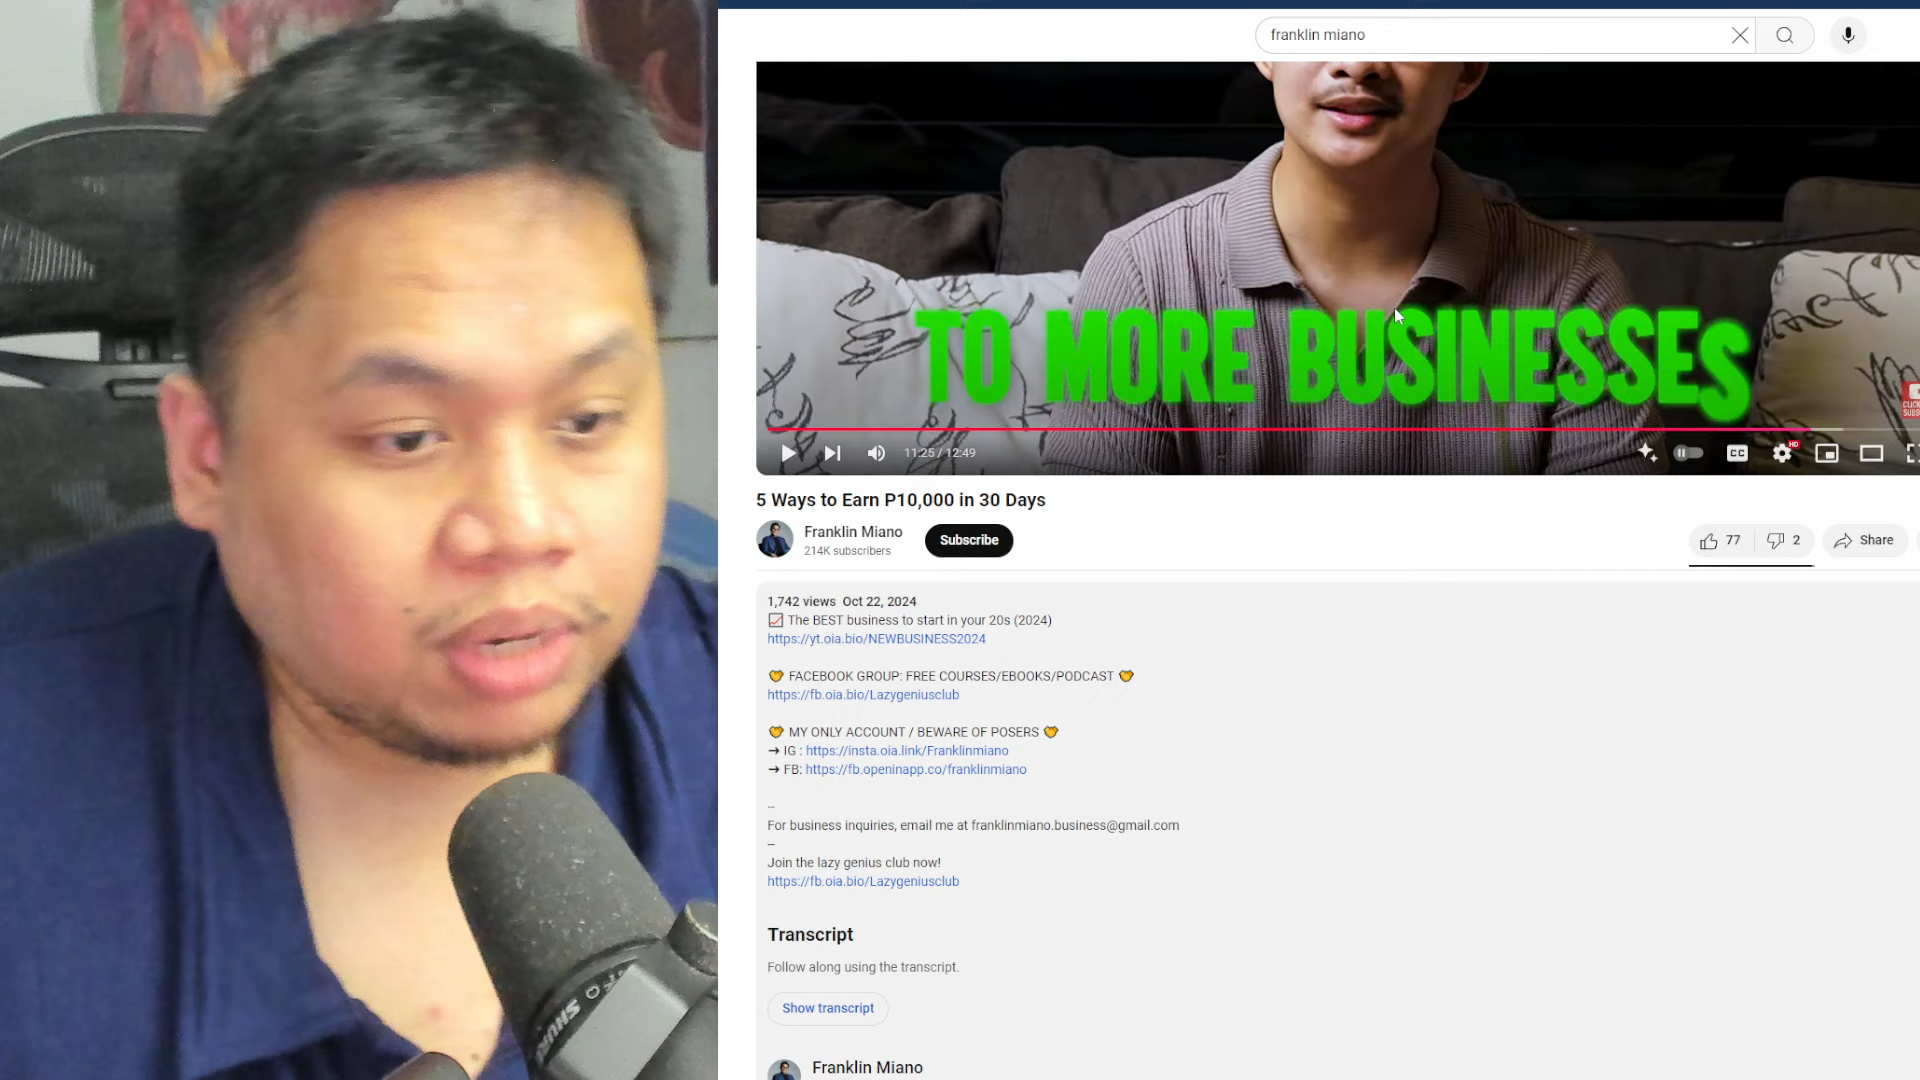 franklin miano
TO MORE BUSINESSES
11:25 / 12:49
CC
HD
5 Ways to Earn P10,000 in 30 Days
Franklin Miano
214K subscribers
Subscribe
77
2
Share
1,742 views Oct 22, 2024
📈 The BEST business to start in your 20s (2024)
https://yt.oia.bio/NEWBUSINESS2024
FACEBOOK GROUP: FREE COURSES/EBOOKS/PODCAST
https://fb.oia.bio/Lazygeniusclub
MY ONLY ACCOUNT / BEWARE OF POSERS
→ IG : https://insta.oia.link/Franklinmiano
→ FB: https://fb.openinapp.co/franklinmiano
--
For business inquiries, email me at franklinmiano.business@gmail.com
--
Join the lazy genius club now!
https://fb.oia.bio/Lazygeniusclub
Transcript
Follow along using the transcript.
Show transcript
Franklin Miano